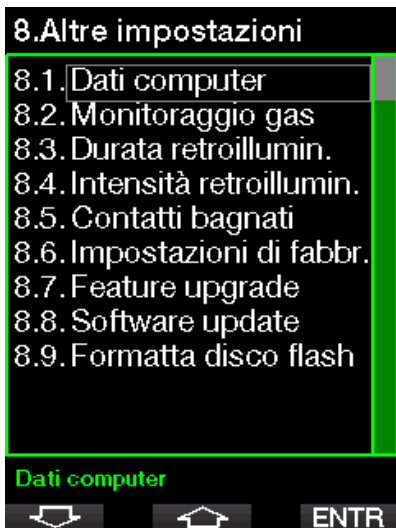 8.Altre impostazioni
8.1.Dati computer
8.2.Monitoraggio gas
8.3.Durata retroillumin.
8.4.Intensità retroillumin.
8.5.Contatti bagnati
8.6.Impostazioni di fabbr.
8.7.Feature upgrade
8.8.Software update
8.9.Formatta disco flash
Dati computer
ENTR